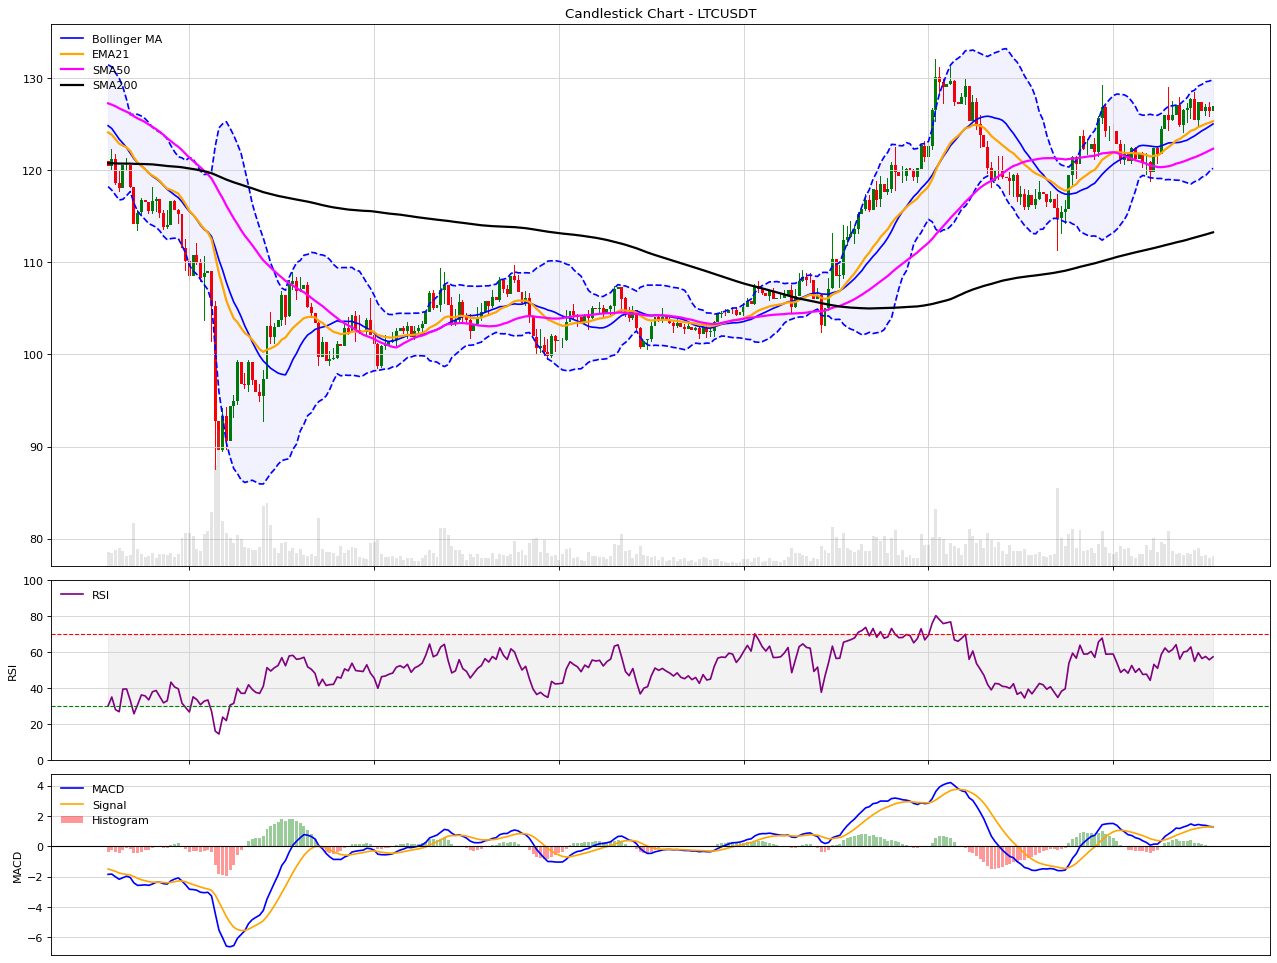 Candlestick Chart - LTCUSDT
Bollinger MA
EMA21
SMA50
SMA200
130
120
110
100
90
80
RSI
100
80
60
40
20
0
RSI
MACD
Signal
Histogram
4
2
0
−2
−4
−6
MACD